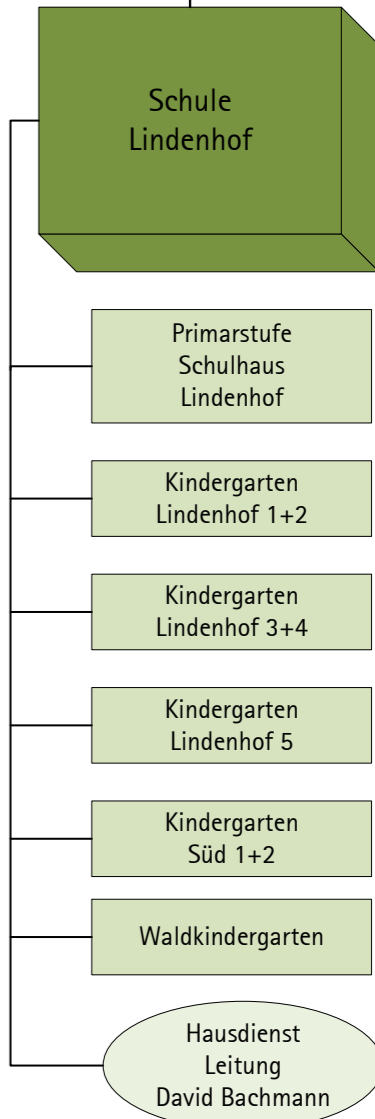 Schule
Lindenhof
Primarstufe
Schulhaus
Lindenhof
Kindergarten
Lindenhof 1+2
Kindergarten
Lindenhof 3+4
Kindergarten
Lindenhof 5
Kindergarten
Süd 1+2
Waldkindergarten
Hausdienst
Leitung
David Bachmann